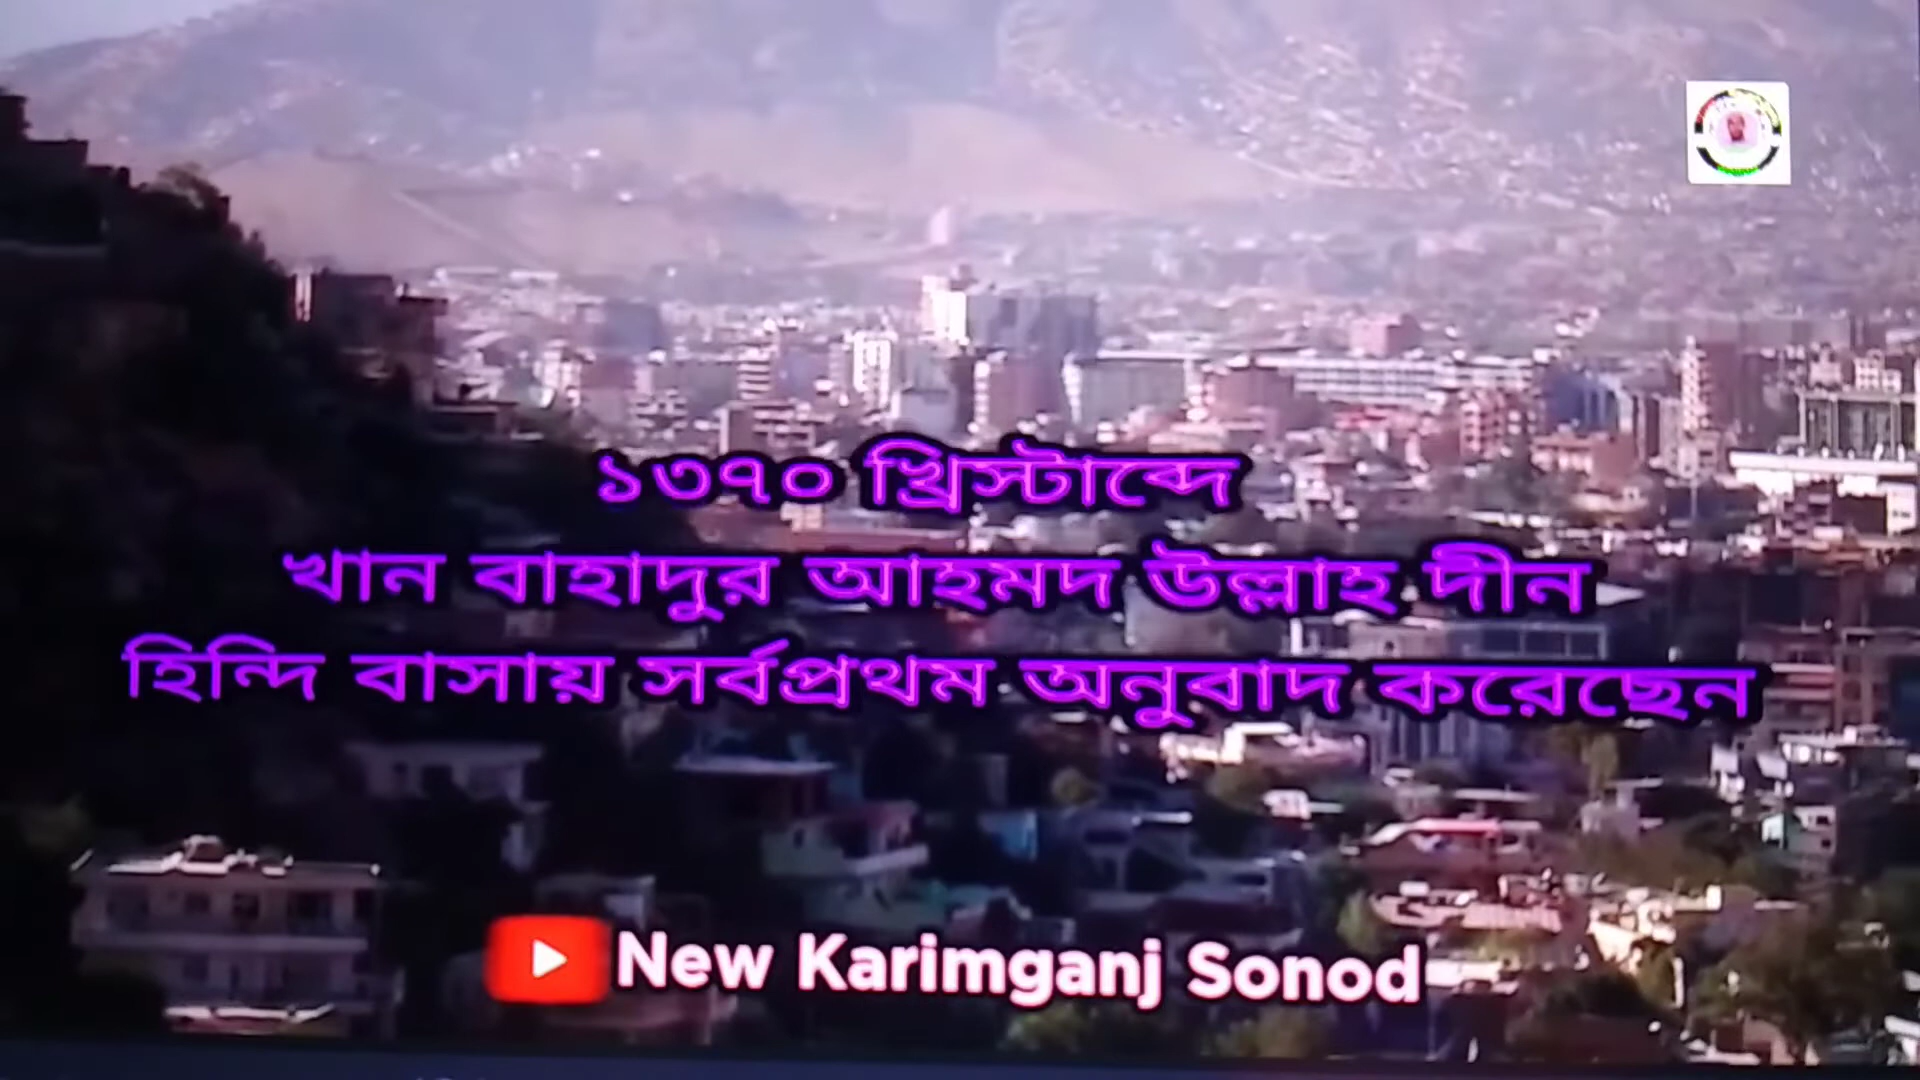 ১৩৭০ খ্রিস্টাব্দে
খান বাহাদুর আহমদ উল্লাহ দীন
হিন্দি বাসায় সর্বপ্রথম অনুবাদ করেছেন
New Karimganj Sonod